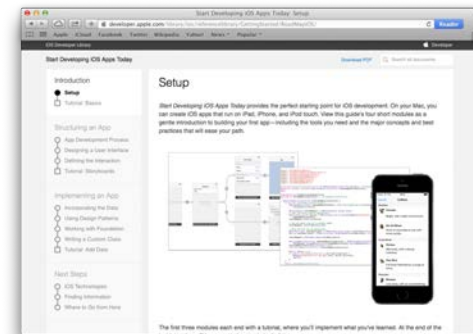 Start Developing iOS Apps Today: Setup
developer.apple.com/library/ios/referencelibrary/GettingStarted/RoadMapiOS/
Reader
Apple iCloud Facebook Twitter Wikipedia Yahoo! News Popular
iOS Developer Library
Developer
Start Developing iOS Apps Today
Download PDF
Search all documents
Introduction
Setup
Tutorial: Basics
Structuring an App
App Development Process
Designing a User Interface
Defining the Interaction
Tutorial: Storyboards
Implementing an App
Incorporating the Data
Using Design Patterns
Working with Foundation
Writing a Custom Class
Tutorial: Add Data
Next Steps
iOS Technologies
Finding Information
Where to Go from Here
Setup
Start Developing iOS Apps Today provides the perfect starting point for iOS development. On your Mac, you
can create iOS apps that run on iPad, iPhone, and iPod touch. View this guide's four short modules as a
gentle introduction to building your first app—including the tools you need and the major concepts and best
practices that will ease your path.
The first three modules each end with a tutorial, where you'll implement what you've learned. At the end of the